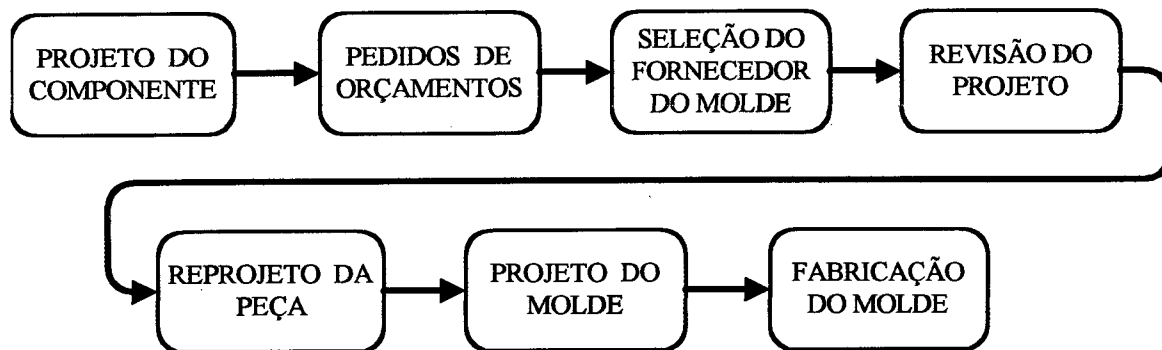 PROJETO DO
COMPONENTE
PEDIDOS DE
ORÇAMENTOS
SELEÇÃO DO
FORNECEDOR
DO MOLDE
REVISÃO DO
PROJETO
REPROJETO DA
PEÇA
PROJETO DO
MOLDE
FABRICAÇÃO
DO MOLDE